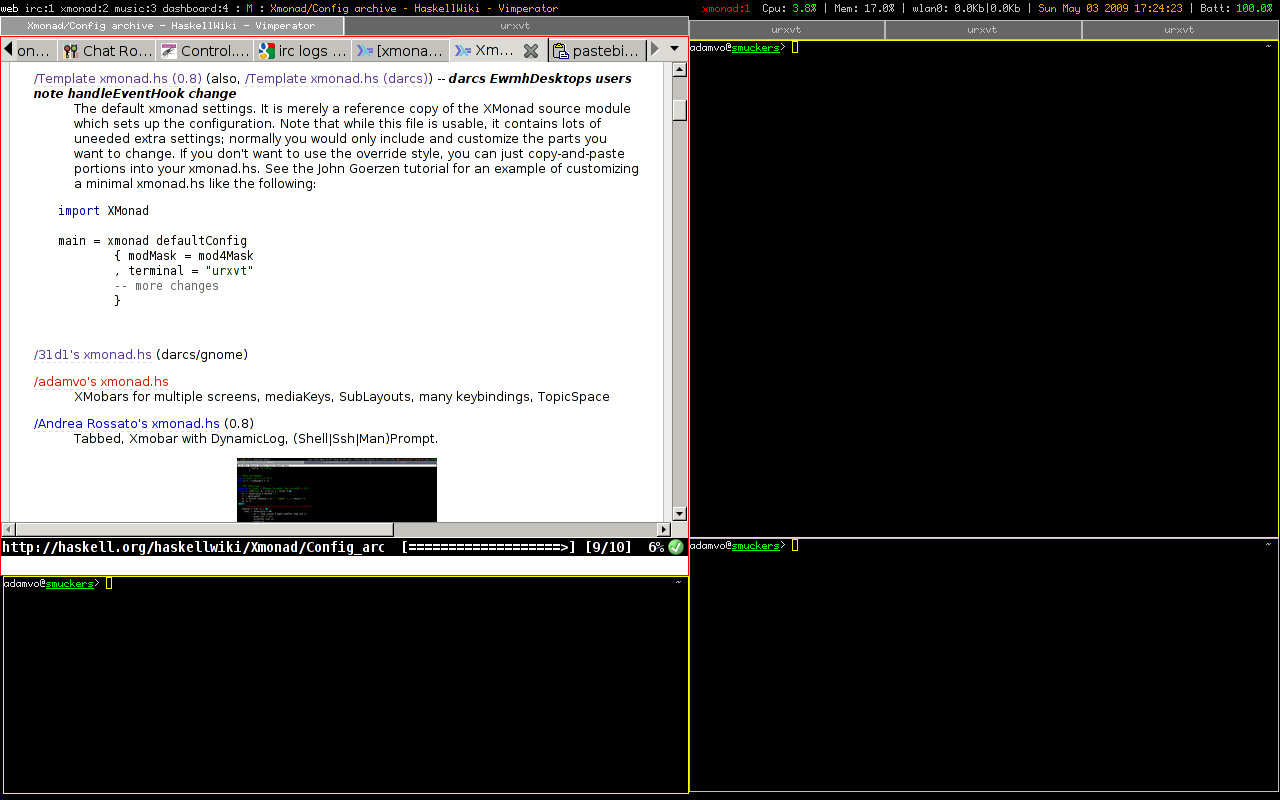 web irc:1 xmonad:2 music:3 dashboard:4 : M : Xmonad/Config archive - HaskellWiki - Vimperator
xmonad:1 Cpu: 3.8% | Mem: 17.0% | wlan0: 0.0Kb|0.0Kb | Sun May 03 2009 17:24:23 | Batt: 100.0%
Xmonad/Config archive - HaskellWiki - Vimperator
urxvt
urxvt
urxvt
urxvt
on... Chat Ro... Control.... irc logs ... [xmona... Xm... pastebi...
/Template xmonad.hs (0.8) (also, /Template xmonad.hs (darcs)) -- darcs EwmhDesktops users
note handleEventHook change
The default xmonad settings. It is merely a reference copy of the XMonad source module
which sets up the configuration. Note that while this file is usable, it contains lots of
uneeded extra settings; normally you would only include and customize the parts you
want to change. If you don't want to use the override style, you can just copy-and-paste
portions into your xmonad.hs. See the John Goerzen tutorial for an example of customizing
a minimal xmonad.hs like the following:
import XMonad
main = xmonad defaultConfig
{ modMask = mod4Mask
, terminal = "urxvt"
-- more changes
}
/31d1's xmonad.hs (darcs/gnome)
/adamvo's xmonad.hs
XMobars for multiple screens, mediaKeys, SubLayouts, many keybindings, TopicSpace
/Andrea Rossato's xmonad.hs (0.8)
Tabbed, Xmobar with DynamicLog, (Shell|Ssh|Man)Prompt.
http://haskell.org/haskellwiki/Xmonad/Config_arc [===================>] [9/10] 6%
adamvo@smuckers> ~
adamvo@smuckers> ~
adamvo@smuckers> ~